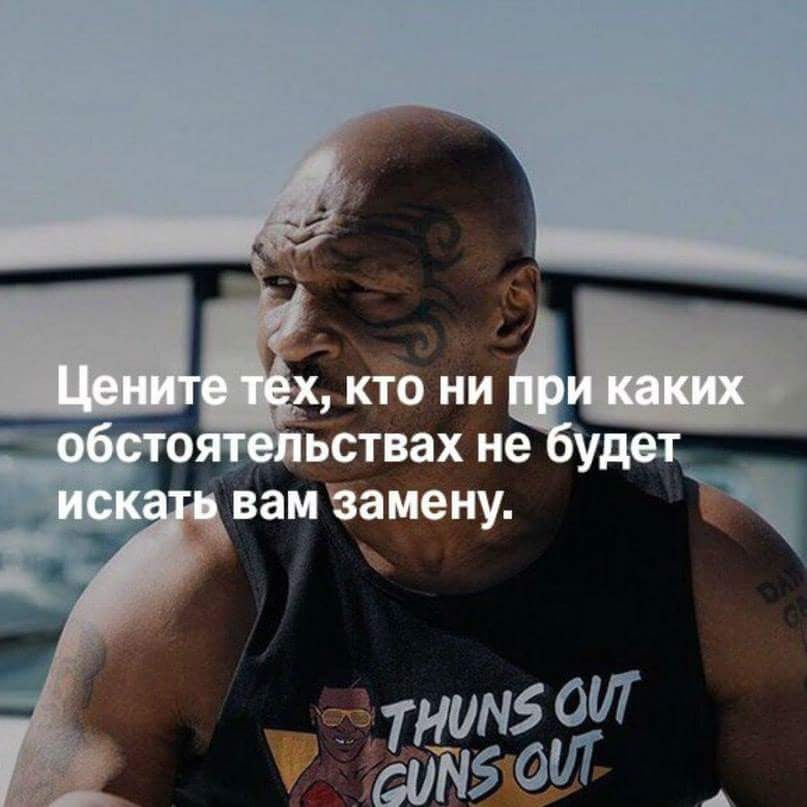 Цените тех, кто ни при каких
обстоятельствах не будет
искать вам замену.
THUNS OUT
GUNS OUT